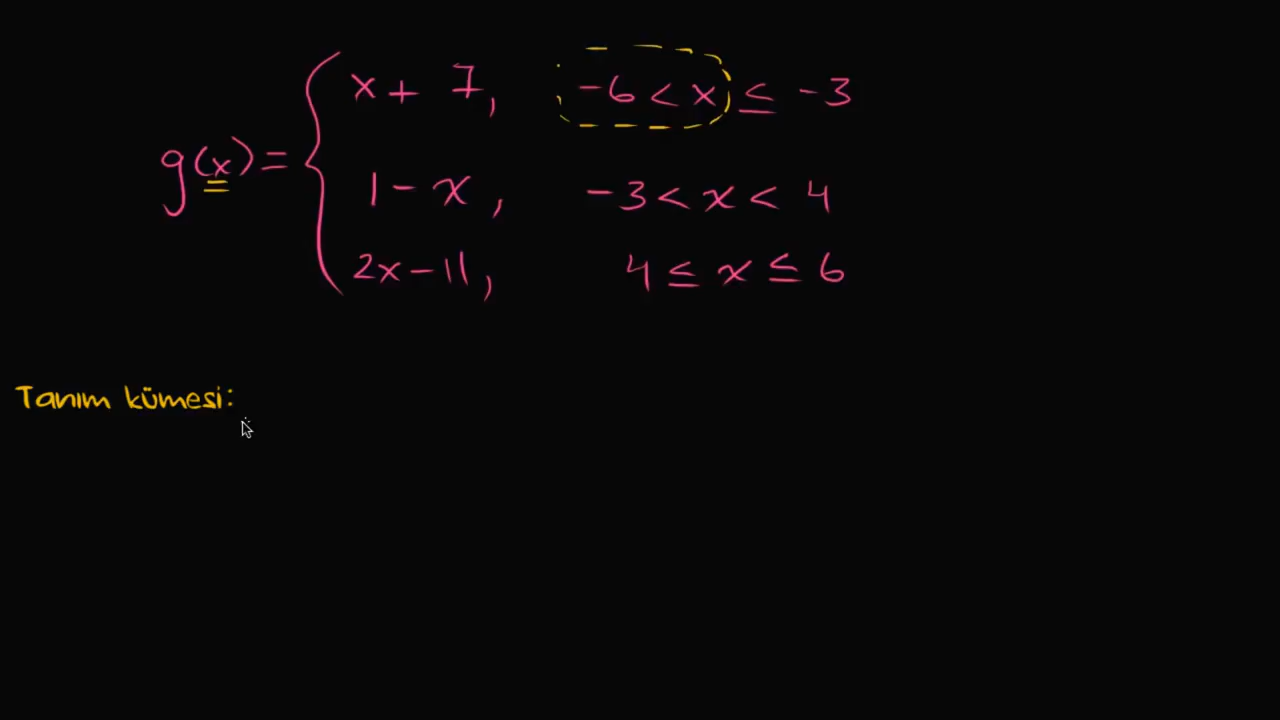 x + 7, -6 < x ≤ -3
g(x) =
1 - x, -3 < x < 4
2x - 11, 4 ≤ x ≤ 6
Tanım kümesi: